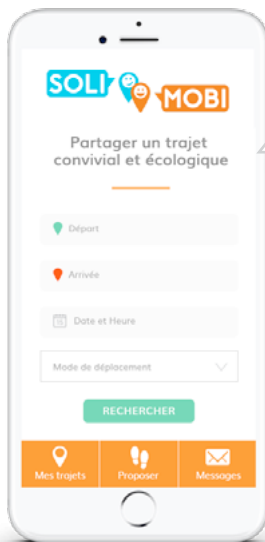 SOLI
MOBI
Partager un trajet
convivial et écologique
Départ
Arrivée
Date et Heure
Mode de déplacement
RECHERCHER
Mes trajets Proposer Messages